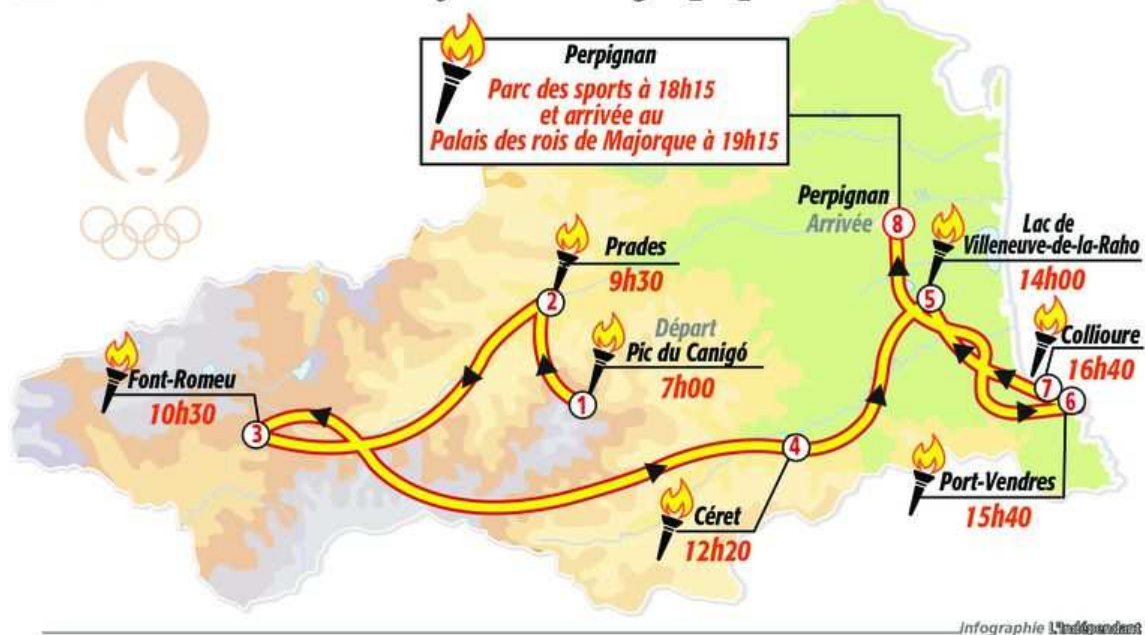 Perpignan
Parc des sports à 18h15
et arrivée au
Palais des rois de Majorque à 19h15
Perpignan
Arrivée
8
Lac de
Villeneuve-de-la-Raho
14h00
5
Prades
9h30
2
Départ
Pic du Canigó
7h00
1
Collioure
16h40
7
6
Font-Romeu
10h30
3
4
Port-Vendres
15h40
Céret
12h20
Infographie L'Indépendant